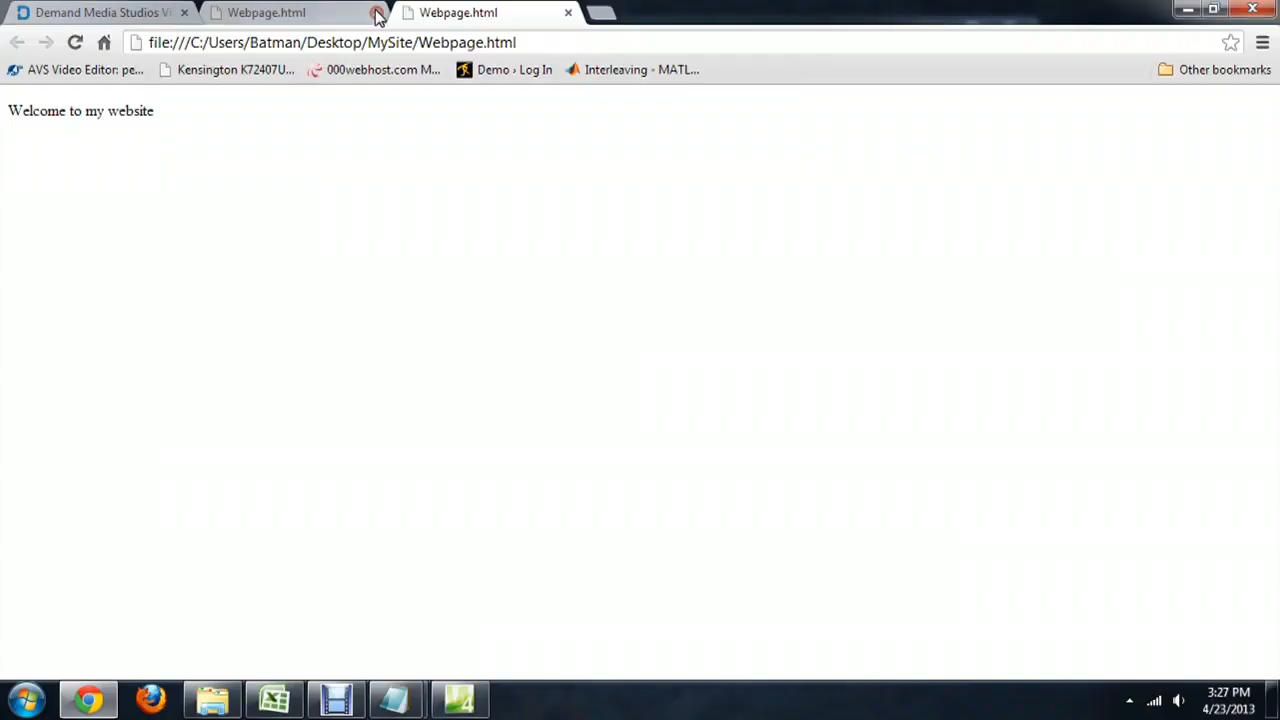 Demand Media Studios Vi
Webpage.html
Webpage.html
file:///C:/Users/Batman/Desktop/MySite/Webpage.html
AVS Video Editor: pe...
Kensington K72407U...
000webhost.com M...
Demo › Log In
Interleaving - MATL...
Other bookmarks
Welcome to my website
4
3:27 PM
4/23/2013